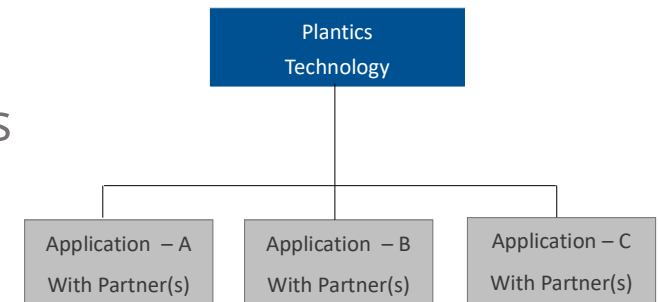 Plantics
Technology
s
Application – A
With Partner(s)
Application – B
With Partner(s)
Application – C
With Partner(s)